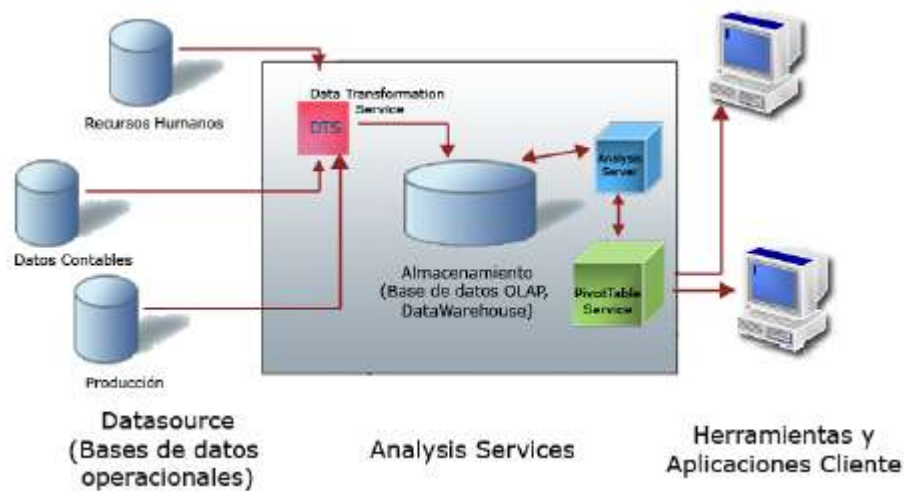 Recursos Humanos
Data Transformation
Service
DTS
Analysis
Server
Datos Contables
Almacenamiento
(Base de datos OLAP,
DataWarehouse)
PivotTable
Service
Producción
Datasource
(Bases de datos
operacionales)
Analysis Services
Herramientas y
Aplicaciones Cliente